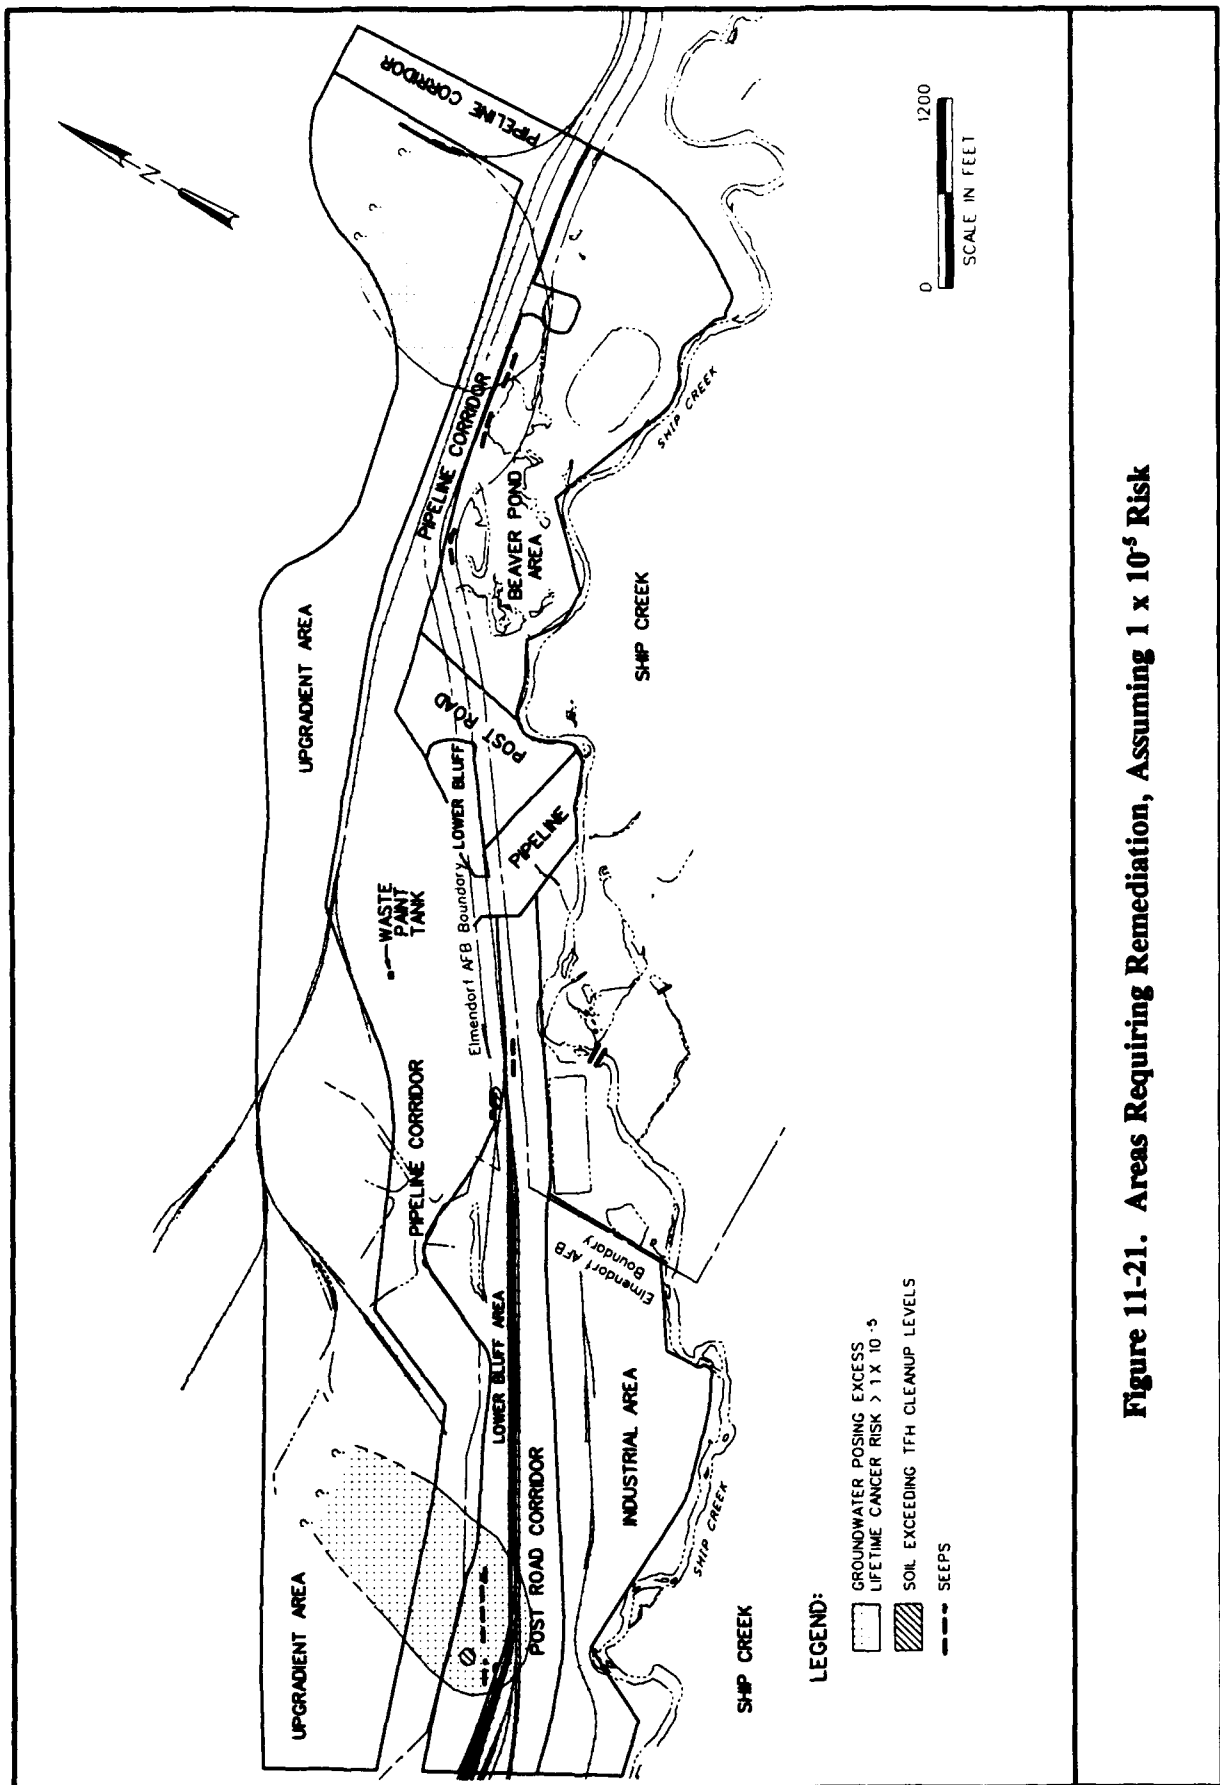 PIPELINE CORRIDOR
PIPELINE CORRIDOR
N
?
?
?
UPGRADIENT AREA
PIPELINE CORRIDOR
BEAVER POND
AREA
SHIP CREEK
0
1200
SCALE IN FEET
SHIP CREEK
POST ROAD
LOWER BLUFF
PIPELINE
WASTE
PAINT
TANK
Elmendorf AFB Boundary
PIPELINE CORRIDOR
LOWER BLUFF AREA
Elmendorf AFB
Boundary
?
?
?
UPGRADIENT AREA
POST ROAD CORRIDOR
INDUSTRIAL AREA
SHIP CREEK
SHIP CREEK
LEGEND:
GROUNDWATER POSING EXCESS
LIFETIME CANCER RISK > 1 X 10 -5
SOIL EXCEEDING TFH CLEANUP LEVELS
SEEPS
Figure 11-21. Areas Requiring Remediation, Assuming 1 x 10⁻⁵ Risk